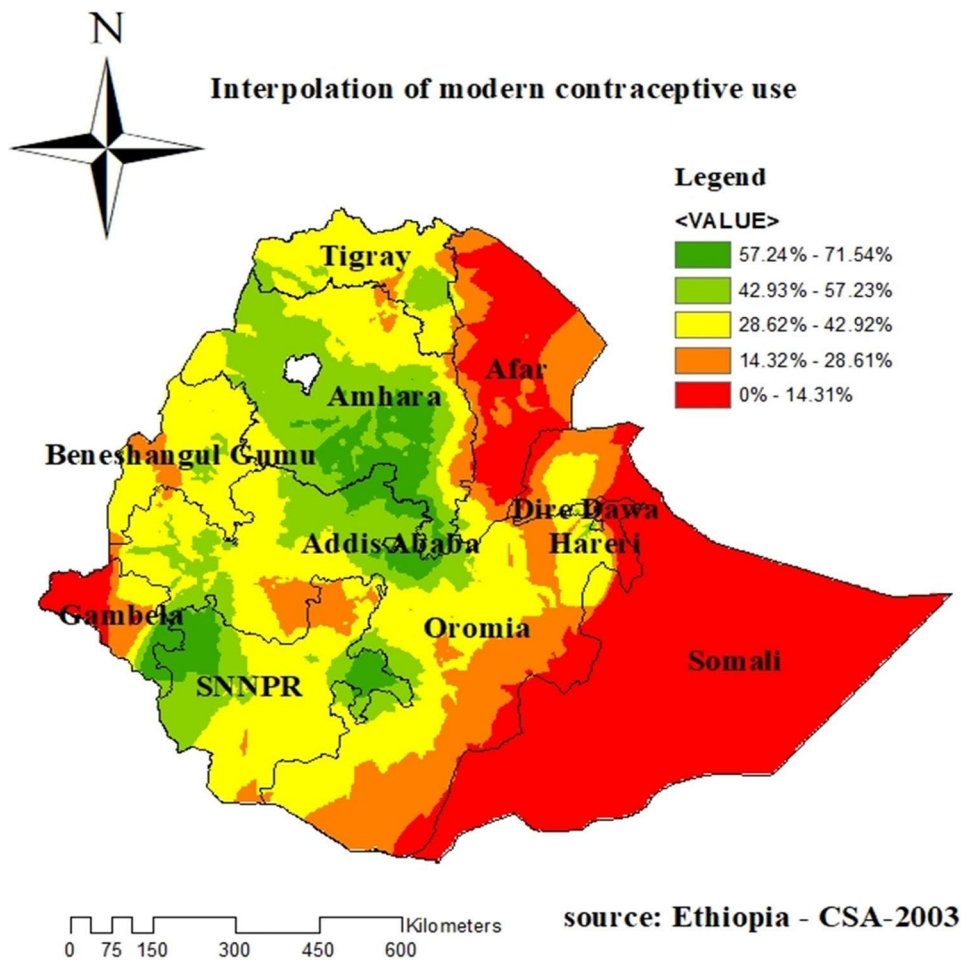 N
Interpolation of modern contraceptive use
Legend
<VALUE>
57.24% - 71.54%
42.93% - 57.23%
28.62% - 42.92%
14.32% - 28.61%
0% - 14.31%
Tigray
Afar
Amhara
Beneshangul Gumu
Dire Dawa
Addis Ababa
Hareri
Gambela
Oromia
Somali
SNNPR
Kilometers
0 75 150 300 450 600
source: Ethiopia - CSA-2003